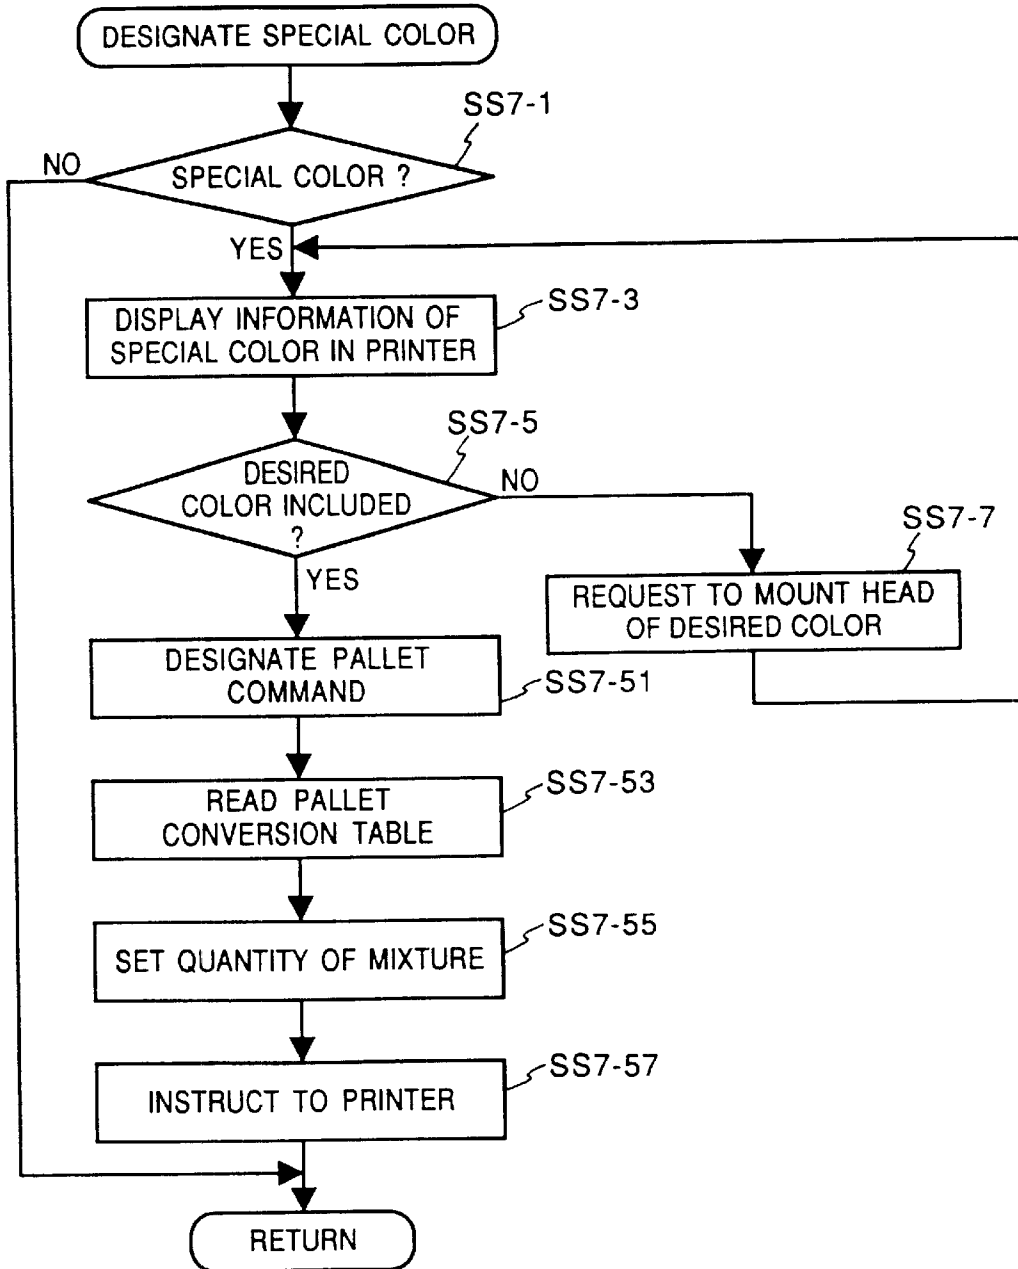 DESIGNATE SPECIAL COLOR
SS7-1
NO
SPECIAL COLOR ?
YES
SS7-3
DISPLAY INFORMATION OF
SPECIAL COLOR IN PRINTER
SS7-5
DESIRED
COLOR INCLUDED
?
NO
YES
SS7-7
REQUEST TO MOUNT HEAD
OF DESIRED COLOR
DESIGNATE PALLET
COMMAND
SS7-51
READ PALLET
CONVERSION TABLE
SS7-53
SS7-55
SET QUANTITY OF MIXTURE
SS7-57
INSTRUCT TO PRINTER
RETURN